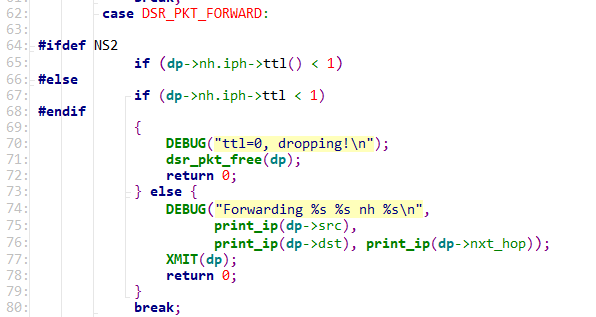 62: case DSR_PKT_FORWARD:
63:
64: #ifdef NS2
65: if (dp->nh.iph->ttl() < 1)
66: #else
67: if (dp->nh.iph->ttl < 1)
68: #endif
69: {
70: DEBUG("ttl=0, dropping!\n");
71: dsr_pkt_free(dp);
72: return 0;
73: } else {
74: DEBUG("Forwarding %s %s nh %s\n",
75: print_ip(dp->src),
76: print_ip(dp->dst), print_ip(dp->nxt_hop));
77: XMIT(dp);
78: return 0;
79: }
80: break;